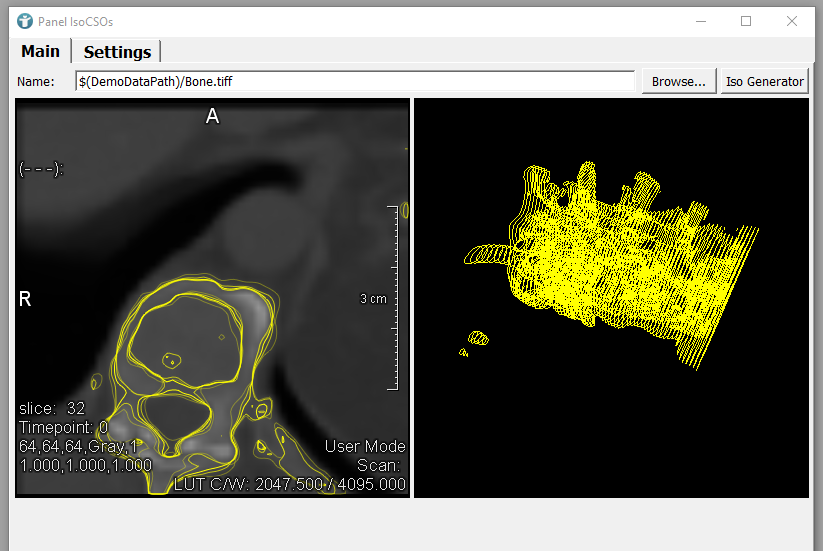 Panel IsoCSOs
Main Settings
Name: $(DemoDataPath)/Bone.tiff Browse... Iso Generator
A
(---):
R
3 cm
slice: 32
Timepoint: 0
64,64,64,Gray,1
1.000,1.000,1.000
User Mode
Scan:
LUT C/W: 2047.500 / 4095.000